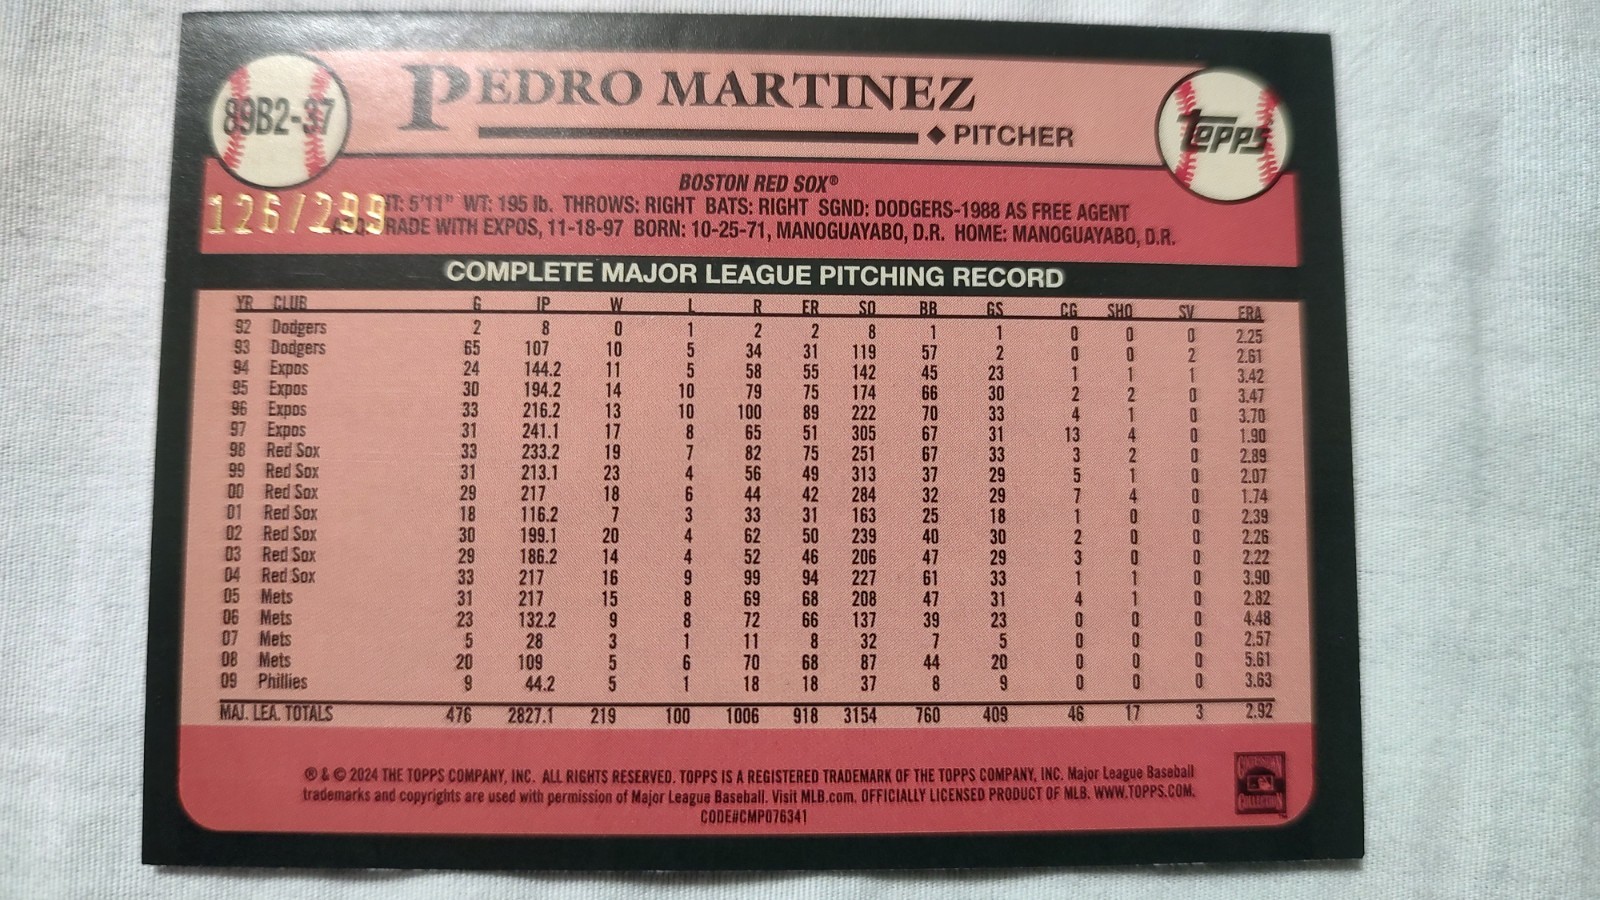 89B2-37
PEDRO MARTINEZ
PITCHER
topps
BOSTON RED SOX®
126/299 HT: 5'11" WT: 195 lb. THROWS: RIGHT BATS: RIGHT SGND: DODGERS-1988 AS FREE AGENT
TRADE WITH EXPOS, 11-18-97 BORN: 10-25-71, MANOGUAYABO, D.R. HOME: MANOGUAYABO, D.R.
COMPLETE MAJOR LEAGUE PITCHING RECORD
YR CLUB G IP W L R ER SO BB GS CG SHO SV ERA
92 Dodgers 2 8 0 1 2 2 8 1 1 0 0 0 2.25
93 Dodgers 65 107 10 5 34 31 119 57 2 0 0 2 2.61
94 Expos 24 144.2 11 5 58 55 142 45 23 1 1 1 3.42
95 Expos 30 194.2 14 10 79 75 174 66 30 2 2 0 3.47
96 Expos 33 216.2 13 10 100 89 222 70 33 4 1 0 3.70
97 Expos 31 241.1 17 8 65 51 305 67 31 13 4 0 1.90
98 Red Sox 33 233.2 19 7 82 75 251 67 33 3 2 0 2.89
99 Red Sox 31 213.1 23 4 56 49 313 37 29 5 1 0 2.07
00 Red Sox 29 217 18 6 44 42 284 32 29 7 4 0 1.74
01 Red Sox 18 116.2 7 3 33 31 163 25 18 1 0 0 2.39
02 Red Sox 30 199.1 20 4 62 50 239 40 30 2 0 0 2.26
03 Red Sox 29 186.2 14 4 52 46 206 47 29 3 0 0 2.22
04 Red Sox 33 217 16 9 99 94 227 61 33 1 1 0 3.90
05 Mets 31 217 15 8 69 68 208 47 31 4 1 0 2.82
06 Mets 23 132.2 9 8 72 66 137 39 23 0 0 0 4.48
07 Mets 5 28 3 1 11 8 32 7 5 0 0 0 2.57
08 Mets 20 109 5 6 70 68 87 44 20 0 0 0 5.61
09 Phillies 9 44.2 5 1 18 18 37 8 9 0 0 0 3.63
MAJ. LEA. TOTALS 476 2827.1 219 100 1006 918 3154 760 409 46 17 3 2.92
® & © 2024 THE TOPPS COMPANY, INC. ALL RIGHTS RESERVED. TOPPS IS A REGISTERED TRADEMARK OF THE TOPPS COMPANY, INC. Major League Baseball
trademarks and copyrights are used with permission of Major League Baseball. Visit MLB.com. OFFICIALLY LICENSED PRODUCT OF MLB. WWW.TOPPS.COM.
CODE#CMP076341